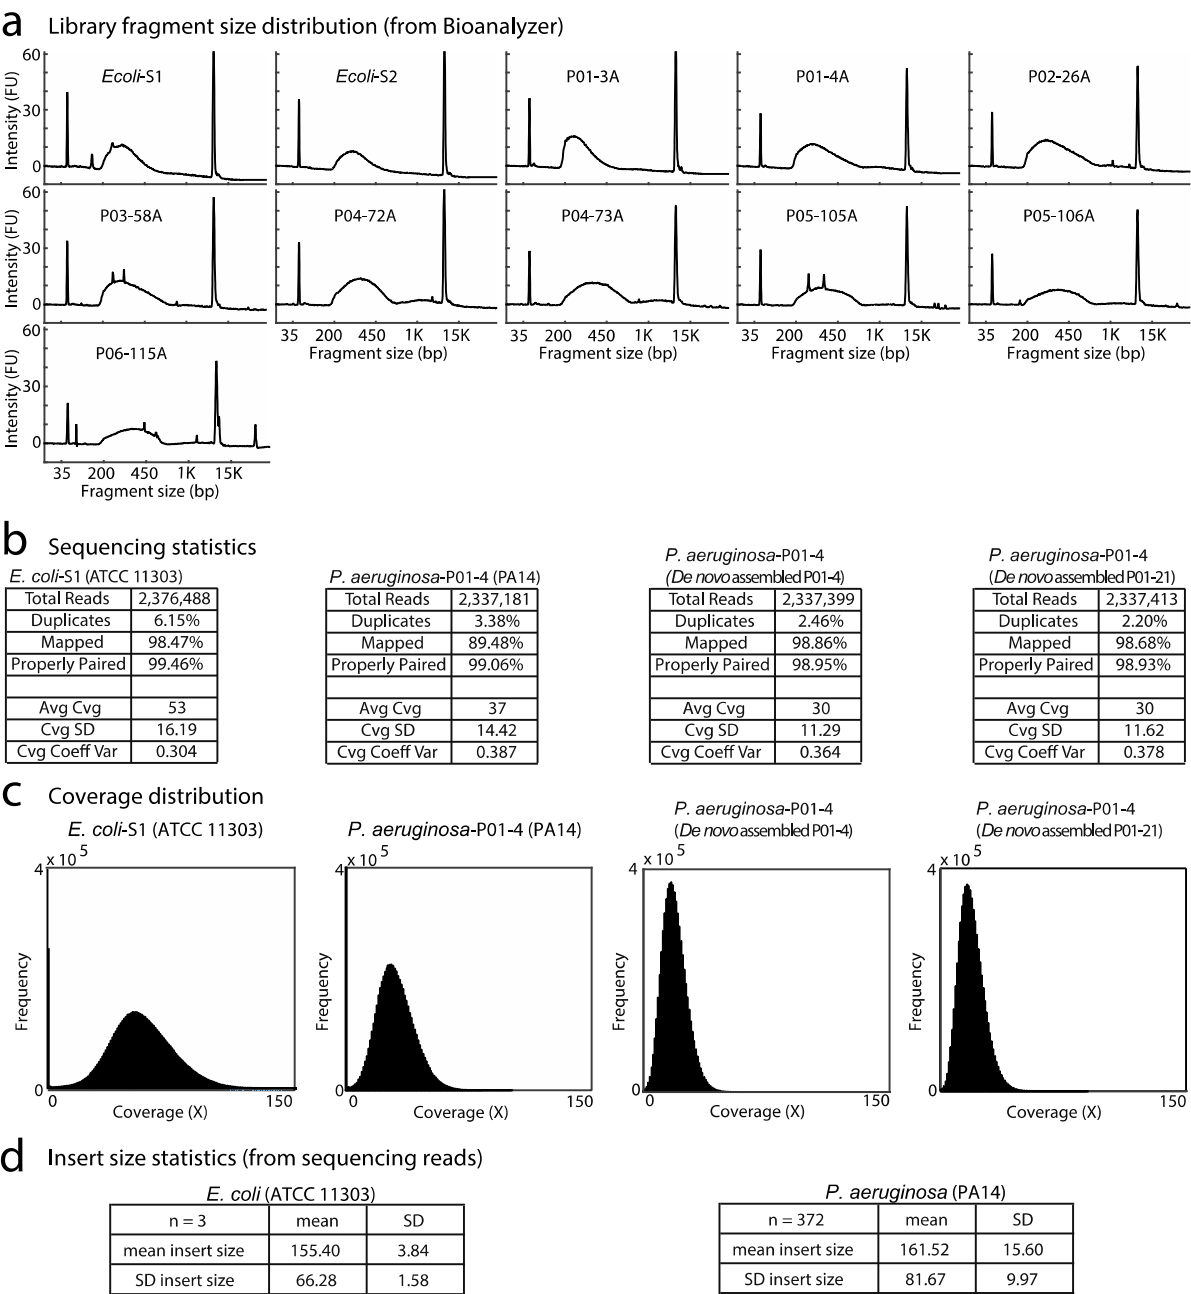 a Library fragment size distribution (from Bioanalyzer)
60 Ecoli-S1 Ecoli-S2 P01-3A P01-4A P02-26A
30
0
Intensity (FU)
60 P03-58A P04-72A P04-73A P05-105A P05-106A
30
0
Intensity (FU)
35 200 450 1K 15K 35 200 450 1K 15K 35 200 450 1K 15K 35 200 450 1K 15K
Fragment size (bp) Fragment size (bp) Fragment size (bp) Fragment size (bp)
60 P06-115A
30
0
Intensity (FU)
35 200 450 1K 15K
Fragment size (bp)
b Sequencing statistics
E. coli-S1 (ATCC 11303)
Total Reads 2,376,488
Duplicates 6.15%
Mapped 98.47%
Properly Paired 99.46%
Avg Cvg 53
Cvg SD 16.19
Cvg Coeff Var 0.304
P. aeruginosa-P01-4 (PA14)
Total Reads 2,337,181
Duplicates 3.38%
Mapped 89.48%
Properly Paired 99.06%
Avg Cvg 37
Cvg SD 14.42
Cvg Coeff Var 0.387
P. aeruginosa-P01-4
(De novo assembled P01-4)
Total Reads 2,337,399
Duplicates 2.46%
Mapped 98.86%
Properly Paired 98.95%
Avg Cvg 30
Cvg SD 11.29
Cvg Coeff Var 0.364
P. aeruginosa-P01-4
(De novo assembled P01-21)
Total Reads 2,337,413
Duplicates 2.20%
Mapped 98.68%
Properly Paired 98.93%
Avg Cvg 30
Cvg SD 11.62
Cvg Coeff Var 0.378
c Coverage distribution
E. coli-S1 (ATCC 11303)
x 10 5
4
Frequency
0
0 150
Coverage (X)
P. aeruginosa-P01-4 (PA14)
x 10 5
4
Frequency
0
0 150
Coverage (X)
P. aeruginosa-P01-4
(De novo assembled P01-4)
x 10 5
4
Frequency
0
0 150
Coverage (X)
P. aeruginosa-P01-4
(De novo assembled P01-21)
x 10 5
4
Frequency
0
0 150
Coverage (X)
d Insert size statistics (from sequencing reads)
E. coli (ATCC 11303)
n = 3 mean SD
mean insert size 155.40 3.84
SD insert size 66.28 1.58
P. aeruginosa (PA14)
n = 372 mean SD
mean insert size 161.52 15.60
SD insert size 81.67 9.97